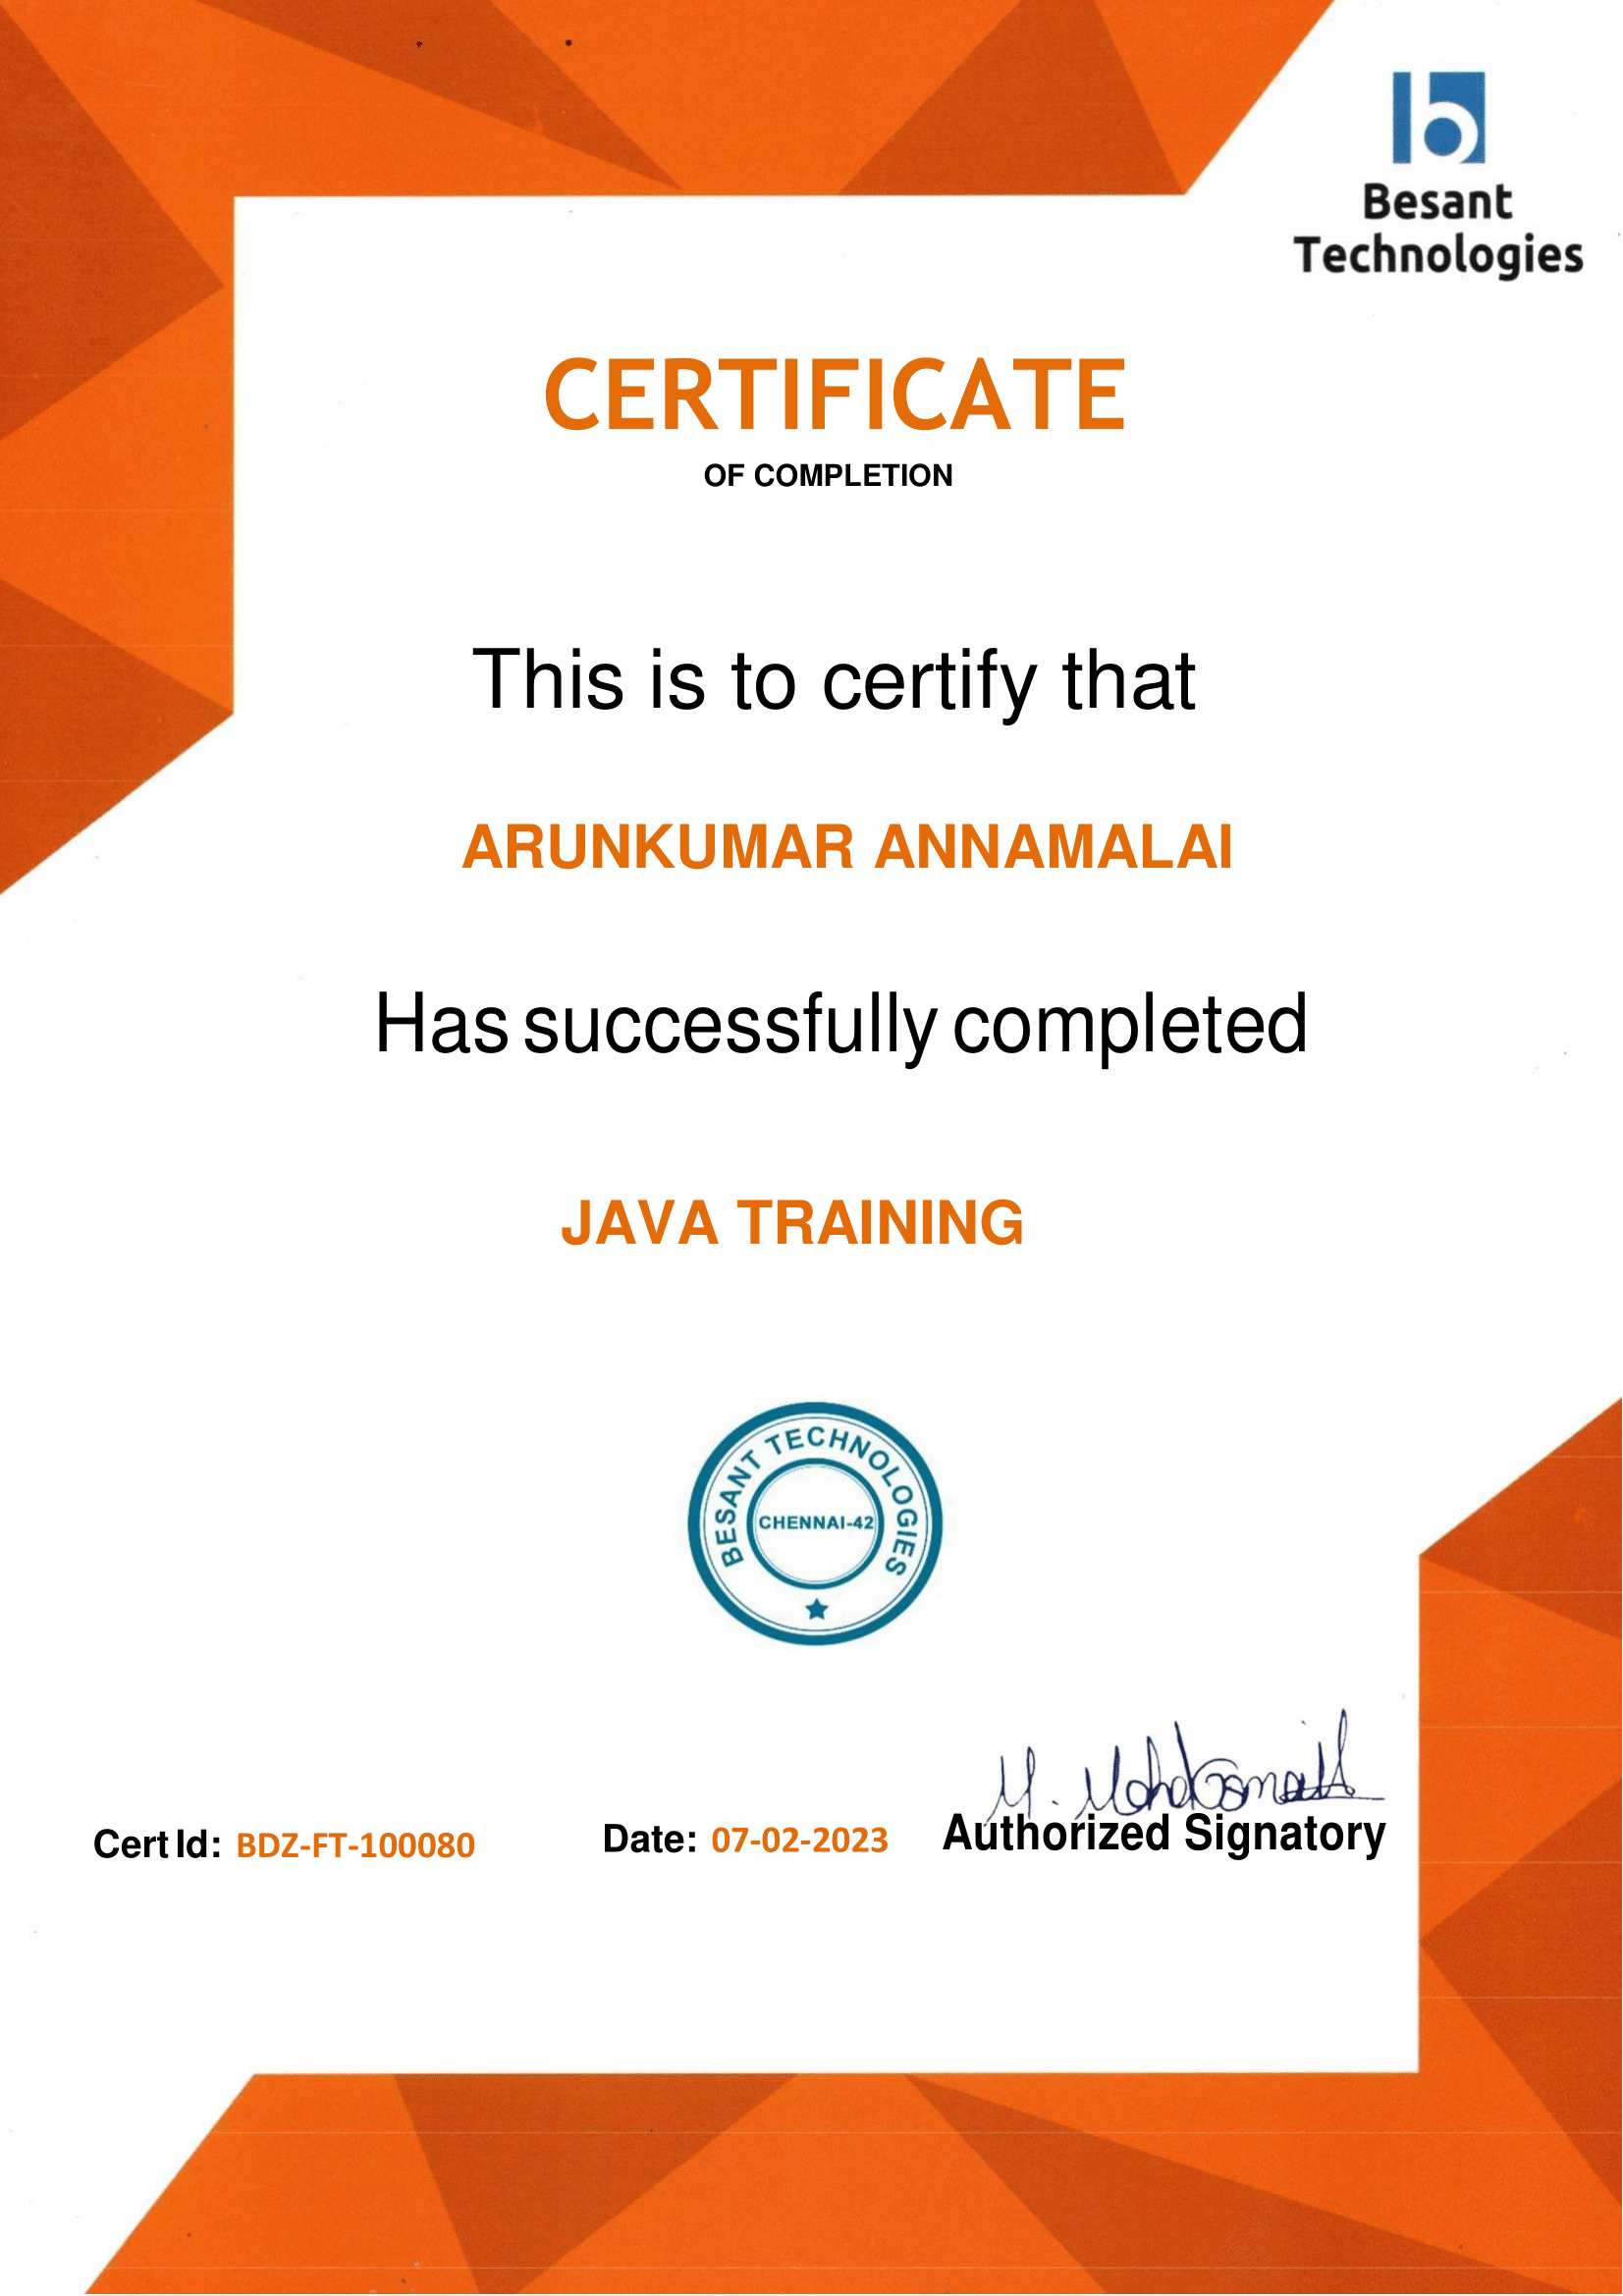 Besant
Technologies
CERTIFICATE
OF COMPLETION
This is to certify that
ARUNKUMAR ANNAMALAI
Has successfully completed
JAVA TRAINING
BESANT TECHNOLOGIES
CHENNAI-42
Cert Id: BDZ-FT-100080
Date: 07-02-2023
Authorized Signatory